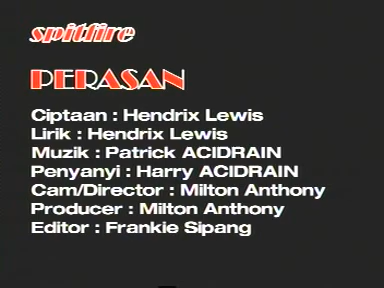 spitfire
PERASAN
Ciptaan : Hendrix Lewis
Lirik : Hendrix Lewis
Muzik : Patrick ACIDRAIN
Penyanyi : Harry ACIDRAIN
Cam/Director : Milton Anthony
Producer : Milton Anthony
Editor : Frankie Sipang